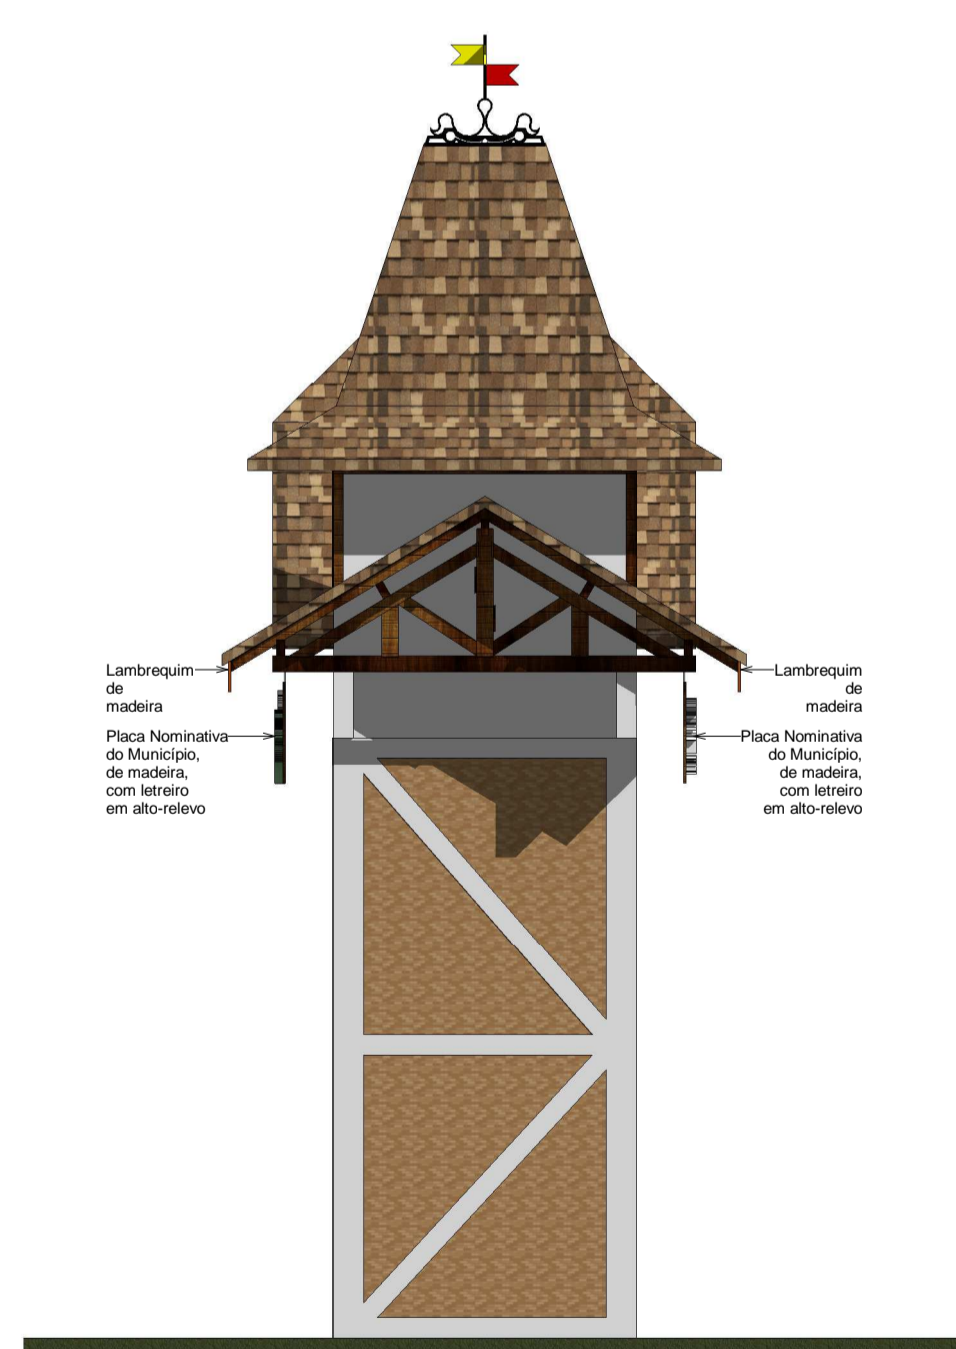 Lambrequim
de
madeira
Placa Nominativa
do Município,
de madeira,
com letreiro
em alto-relevo
Lambrequim
de
madeira
Placa Nominativa
do Município,
de madeira,
com letreiro
em alto-relevo